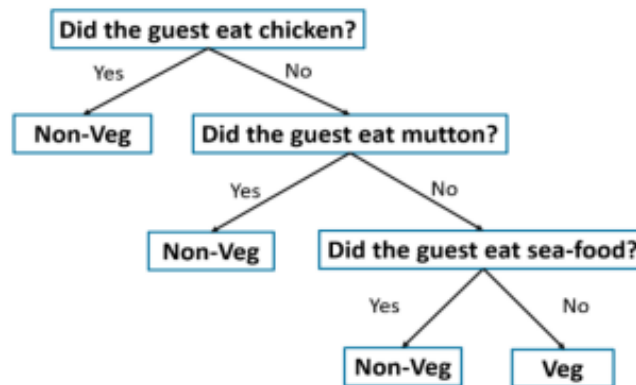 Did the guest eat chicken?
Yes
No
Non-Veg
Did the guest eat mutton?
Yes
No
Non-Veg
Did the guest eat sea-food?
Yes
No
Non-Veg
Veg